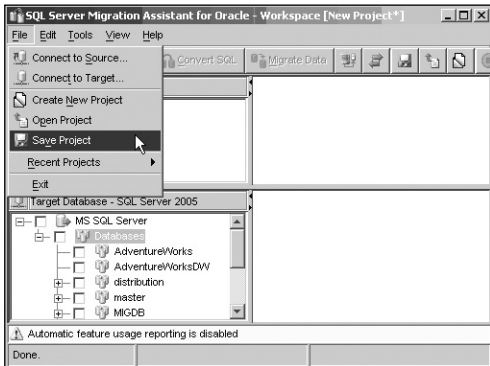 SQL Server Migration Assistant for Oracle - Workspace [New Project*]
File Edit Tools View Help
Connect to Source...
Convert SQL Migrate Data
Connect to Target...
Create New Project
Open Project
Save Project
Recent Projects
Exit
Target Database - SQL Server 2005
MS SQL Server
Databases
AdventureWorks
AdventureWorksDW
distribution
master
MIGDB
Automatic feature usage reporting is disabled
Done.